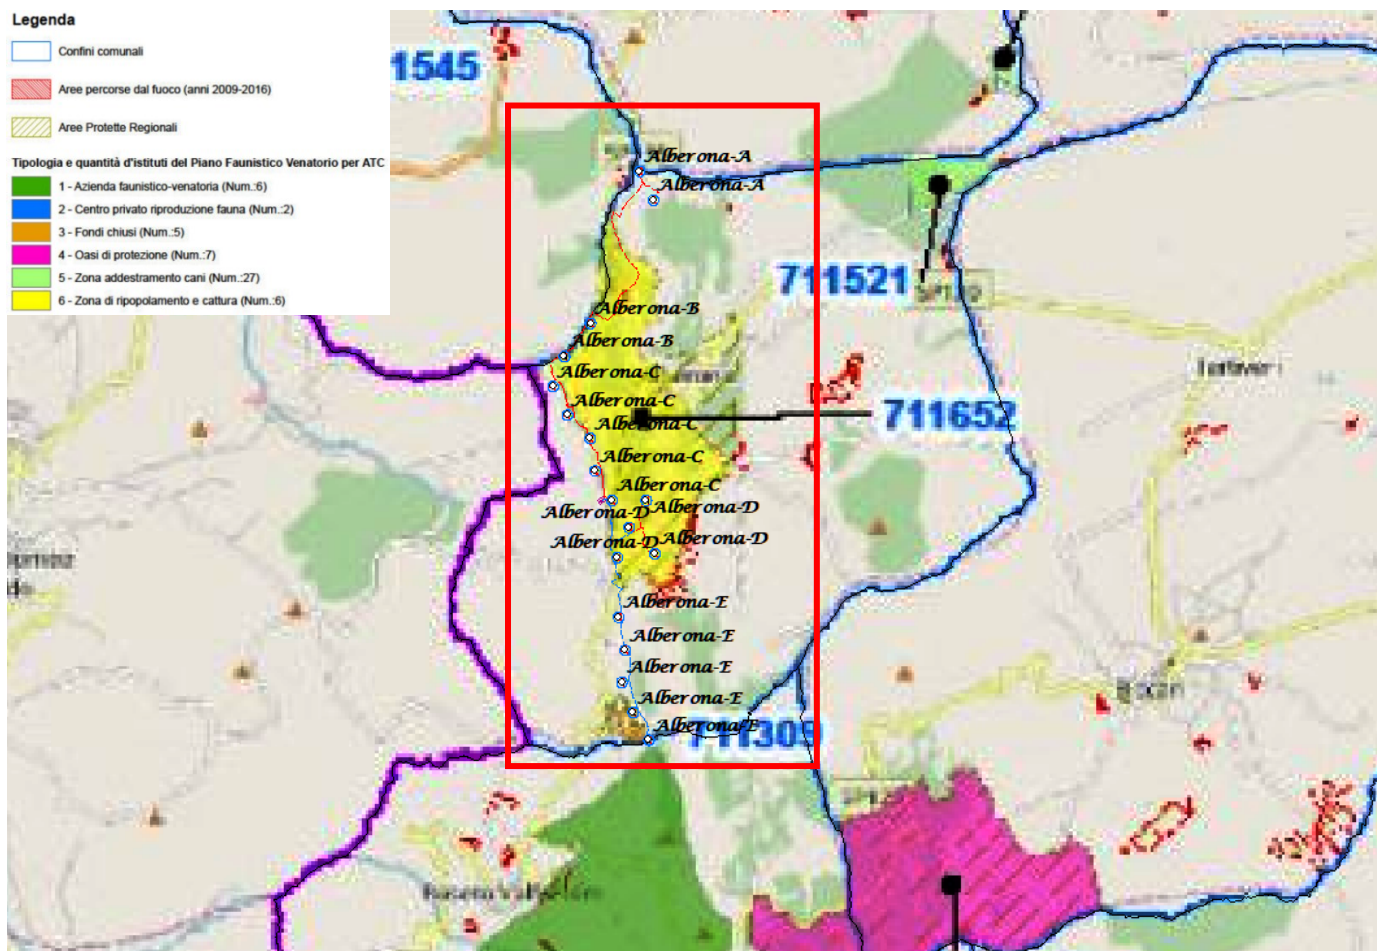 Legenda
Confini comunali
Aree percorse dal fuoco (anni 2009-2016)
Aree Protette Regionali
Tipologia e quantità d'istituti del Piano Faunistico Venatorio per ATC
1 - Azienda faunistico-venatoria (Num.:6)
2 - Centro privato riproduzione fauna (Num.:2)
3 - Fondi chiusi (Num.:5)
4 - Oasi di protezione (Num.:7)
5 - Zona addestramento cani (Num.:27)
6 - Zona di ripopolamento e cattura (Num.:6)
1545
Alberona-A
Alberona-A
711521
Alberona-B
Alberona-B
Alberona-C
Alberona-C
711652
Alberona-C
Alberona-C
Alberona-C
Alberona-D
Alberona-D
Alberona-D
Alberona-D
Alberona-E
Alberona-E
Alberona-E
Alberona-E
Alberona-E
711309